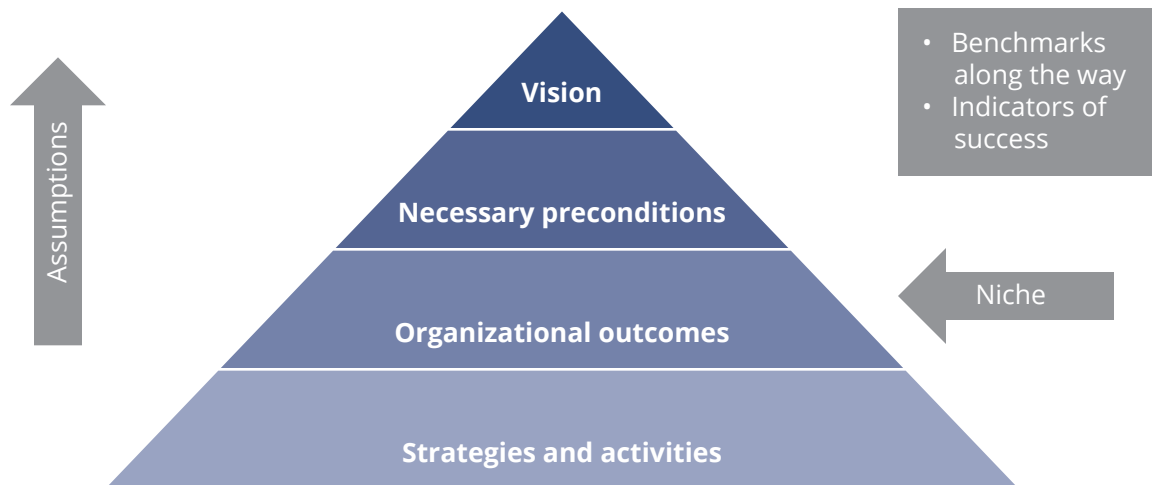 Vision
Necessary preconditions
Organizational outcomes
Strategies and activities
Assumptions
• Benchmarks
along the way
• Indicators of
success
Niche